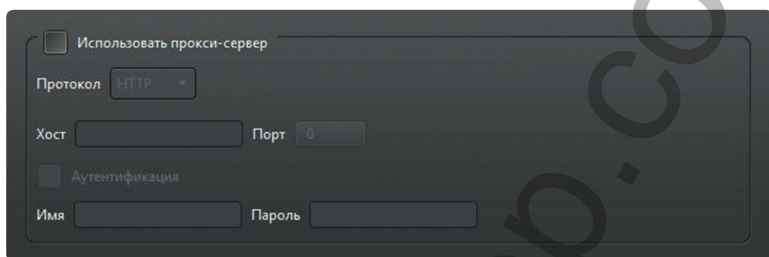 Использовать прокси-сервер
Протокол HTTP
Хост Порт 0
Аутентификация
Имя Пароль